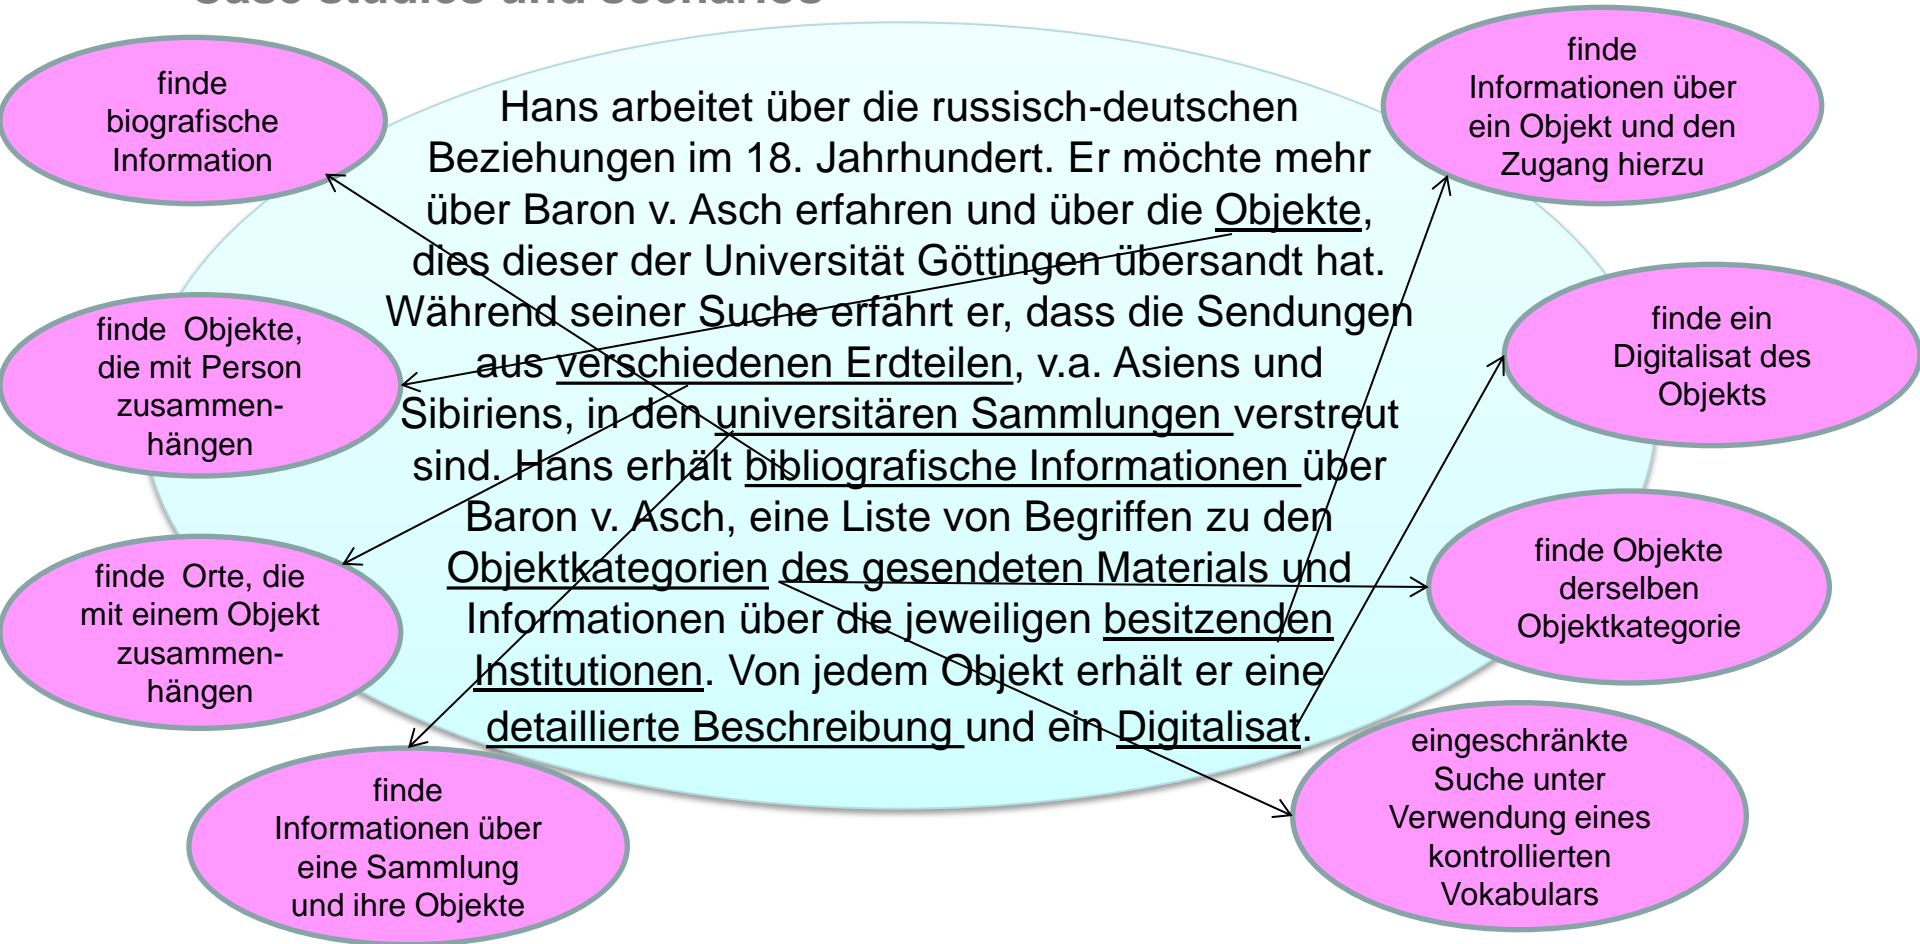 Case studies and scenarios
finde
biografische
Information
finde Objekte,
die mit Person
zusammen-
hängen
finde Orte, die
mit einem Objekt
zusammen-
hängen
finde
Informationen über
eine Sammlung
und ihre Objekte
Hans arbeitet über die russisch-deutschen
Beziehungen im 18. Jahrhundert. Er möchte mehr
über Baron v. Asch erfahren und über die Objekte,
dies dieser der Universität Göttingen übersandt hat.
Während seiner Suche erfährt er, dass die Sendungen
aus verschiedenen Erdteilen, v.a. Asiens und
Sibiriens, in den universitären Sammlungen verstreut
sind. Hans erhält bibliografische Informationen über
Baron v. Asch, eine Liste von Begriffen zu den
Objektkategorien des gesendeten Materials und
Informationen über die jeweiligen besitzenden
Institutionen. Von jedem Objekt erhält er eine
detaillierte Beschreibung und ein Digitalisat.
finde
Informationen über
ein Objekt und den
Zugang hierzu
finde ein
Digitalisat des
Objekts
finde Objekte
derselben
Objektkategorie
eingeschränkte
Suche unter
Verwendung eines
kontrollierten
Vokabulars